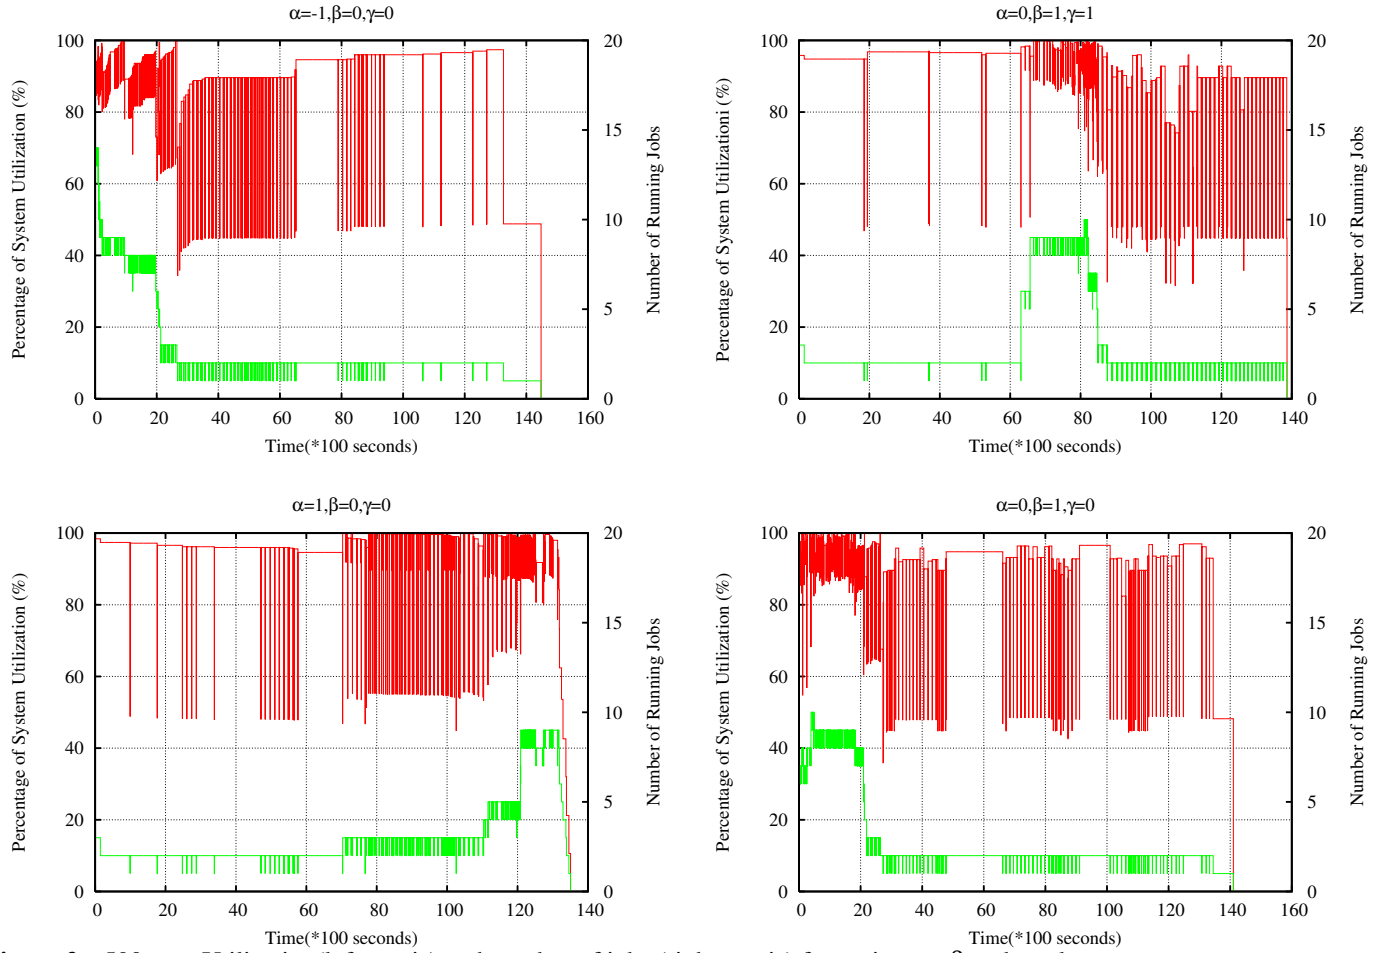 α=-1,β=0,γ=0
100
80
60
40
20
0
Percentage of System Utilization (%)
20
15
10
5
0
Number of Running Jobs
0 20 40 60 80 100 120 140 160
Time(*100 seconds)
α=0,β=1,γ=1
100
80
60
40
20
0
Percentage of System Utilizationi (%)
20
15
10
5
0
Number of Running Jobs
0 20 40 60 80 100 120 140
Time(*100 seconds)
α=1,β=0,γ=0
100
80
60
40
20
0
Percentage of System Utilization (%)
20
15
10
5
0
Number of Running Jobs
0 20 40 60 80 100 120 140
Time(*100 seconds)
α=0,β=1,γ=0
100
80
60
40
20
0
Percentage of System Utilization (%)
20
15
10
5
0
Number of Running Jobs
0 20 40 60 80 100 120 140 160
Time(*100 seconds)